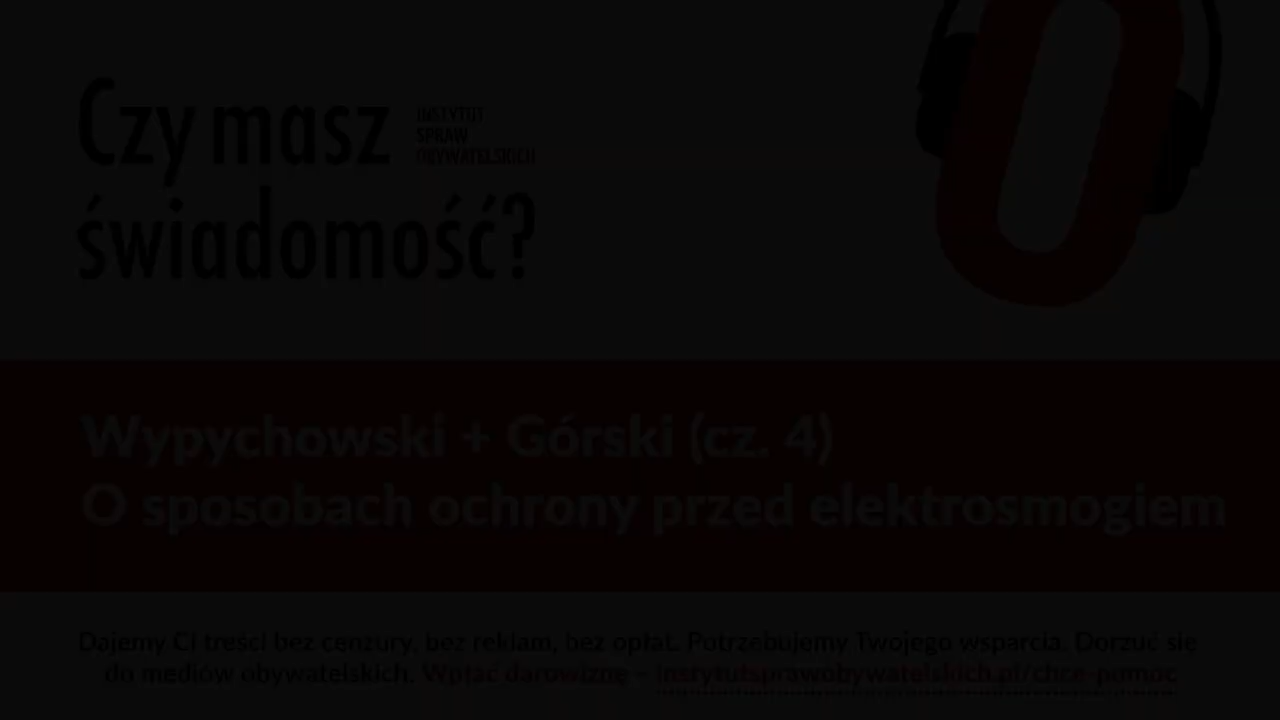 Czy masz
INSTYTUT
SPRAW
OBYWATELSKICH
świadomość?
Wypychowski + Górski (cz. 4)
O sposobach ochrony przed elektrosmogiem
Dajemy Ci treści bez cenzury, bez reklam, bez opłat. Potrzebujemy Twojego wsparcia. Dorzuć się
do mediów obywatelskich. Wpłać darowiznę – instytutsprawobywatelskich.pl/chce-pomoc